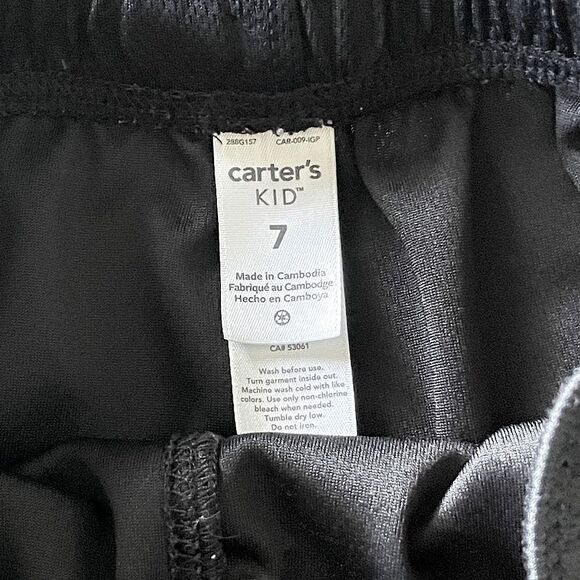 288G157 CAR-009-IGP
carter's
KID™
7
Made in Cambodia
Fabriqué au Cambodge
Hecho en Camboya
CA# 53061
Wash before use.
Turn garment inside out.
Machine wash cold with like
colors. Use only non-chlorine
bleach when needed.
Tumble dry low.
Do not iron.